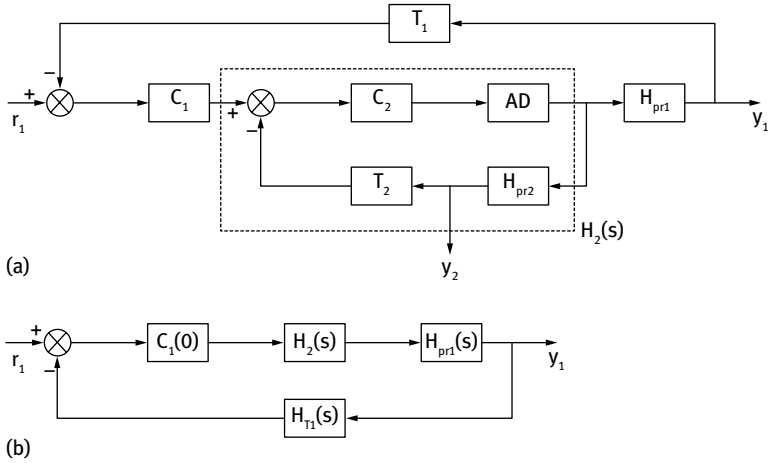 T1
−
+
r1
C1
+
−
C2
AD
Hpr1
y1
T2
Hpr2
H2(s)
y2
(a)
+
r1
−
C1(0)
H2(s)
Hpr1(s)
y1
HT1(s)
(b)